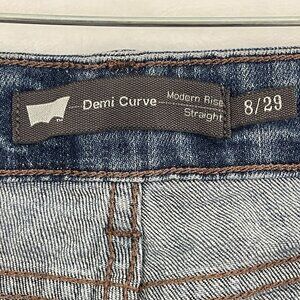 Demi Curve
Modern Rise
Straight
8/29